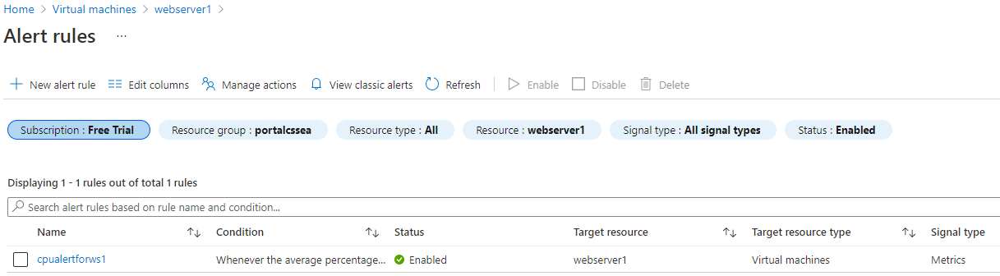 Home > Virtual machines > webserver1 >
Alert rules ...
+ New alert rule Edit columns Manage actions View classic alerts Refresh Enable Disable Delete
Subscription : Free Trial Resource group : portalcssea Resource type : All Resource : webserver1 Signal type : All signal types Status : Enabled
Displaying 1 - 1 rules out of total 1 rules
Search alert rules based on rule name and condition...
Name Condition Status Target resource Target resource type Signal type
cpualertforws1 Whenever the average percentage... Enabled webserver1 Virtual machines Metrics